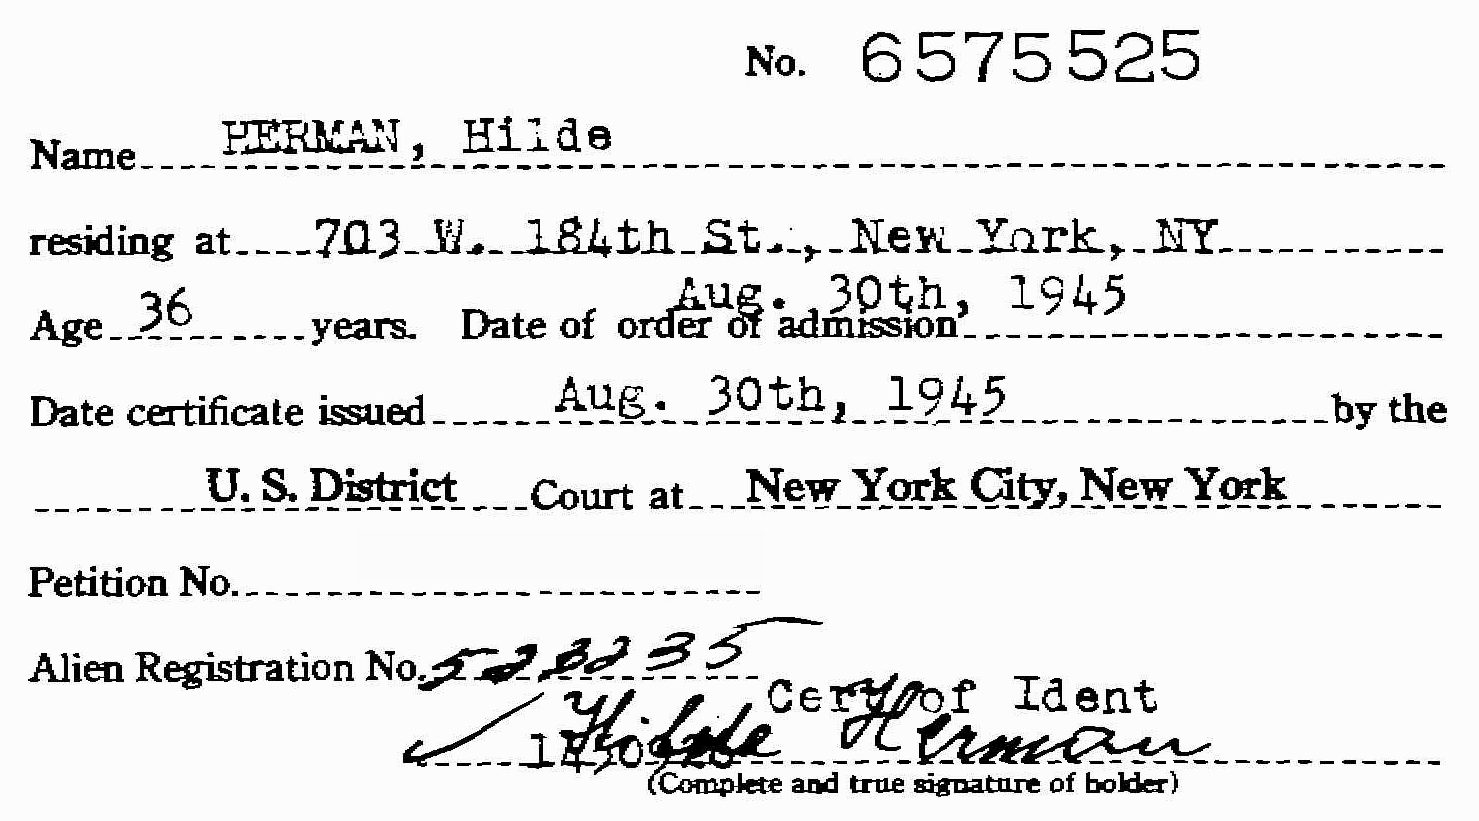 No. 6575525
Name HERMAN, Hilde
residing at 703 W. 184th St., New York, NY
Age 36 years. Date of order of admission Aug. 30th, 1945
Date certificate issued Aug. 30th, 1945 by the
U. S. District Court at New York City, New York
Petition No.
Alien Registration No. 5232235
Cery of Ident
Hilde Herman
(Complete and true signature of holder)